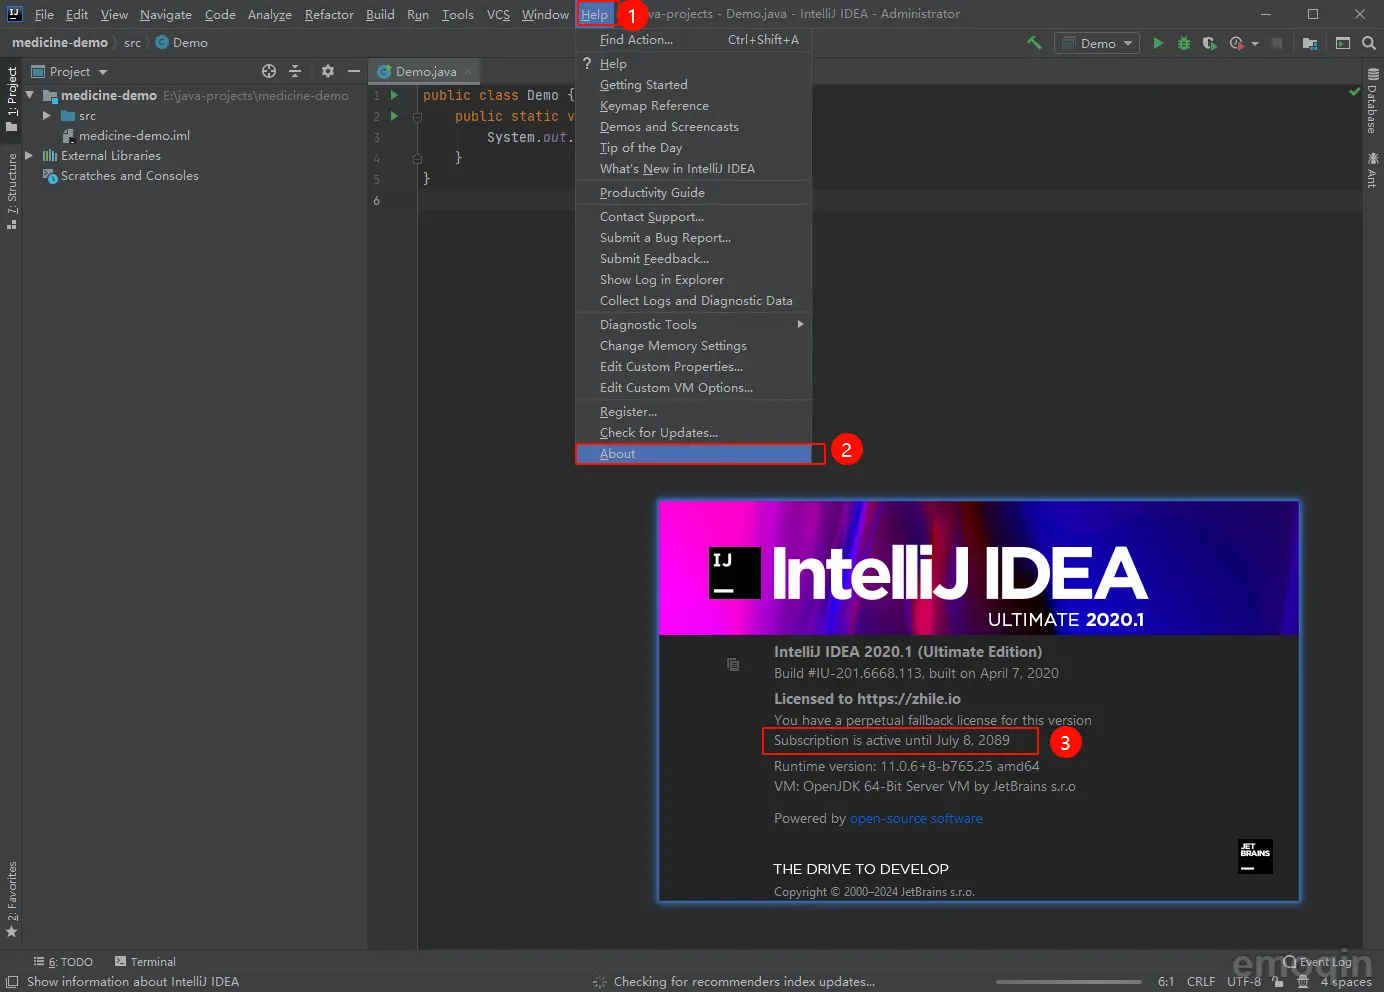 IJ File Edit View Navigate Code Analyze Refactor Build Run Tools VCS Window Help 1 va-projects - Demo.java - IntelliJ IDEA - Administrator
medicine-demo src Demo
Demo
Project
Demo.java
1: Project
7: Structure
2: Favorites
Database
Ant
medicine-demo E:\java-projects\medicine-demo
src
medicine-demo.iml
External Libraries
Scratches and Consoles
1 public class Demo {
2 public static v
3 System.out.
4 }
5 }
6
Find Action... Ctrl+Shift+A
? Help
Getting Started
Keymap Reference
Demos and Screencasts
Tip of the Day
What's New in IntelliJ IDEA
Productivity Guide
Contact Support...
Submit a Bug Report...
Submit Feedback...
Show Log in Explorer
Collect Logs and Diagnostic Data
Diagnostic Tools
Change Memory Settings
Edit Custom Properties...
Edit Custom VM Options...
Register...
Check for Updates...
About
2
IJ IntelliJ IDEA
ULTIMATE 2020.1
IntelliJ IDEA 2020.1 (Ultimate Edition)
Build #IU-201.6668.113, built on April 7, 2020
Licensed to https://zhile.io
You have a perpetual fallback license for this version
Subscription is active until July 8, 2089
3
Runtime version: 11.0.6+8-b765.25 amd64
VM: OpenJDK 64-Bit Server VM by JetBrains s.r.o
Powered by open-source software
THE DRIVE TO DEVELOP
Copyright © 2000–2024 JetBrains s.r.o.
JET
BRAINS
6: TODO Terminal Event Log
emoqin
Show information about IntelliJ IDEA Checking for recommenders index updates... 6:1 CRLF UTF-8 4 spaces